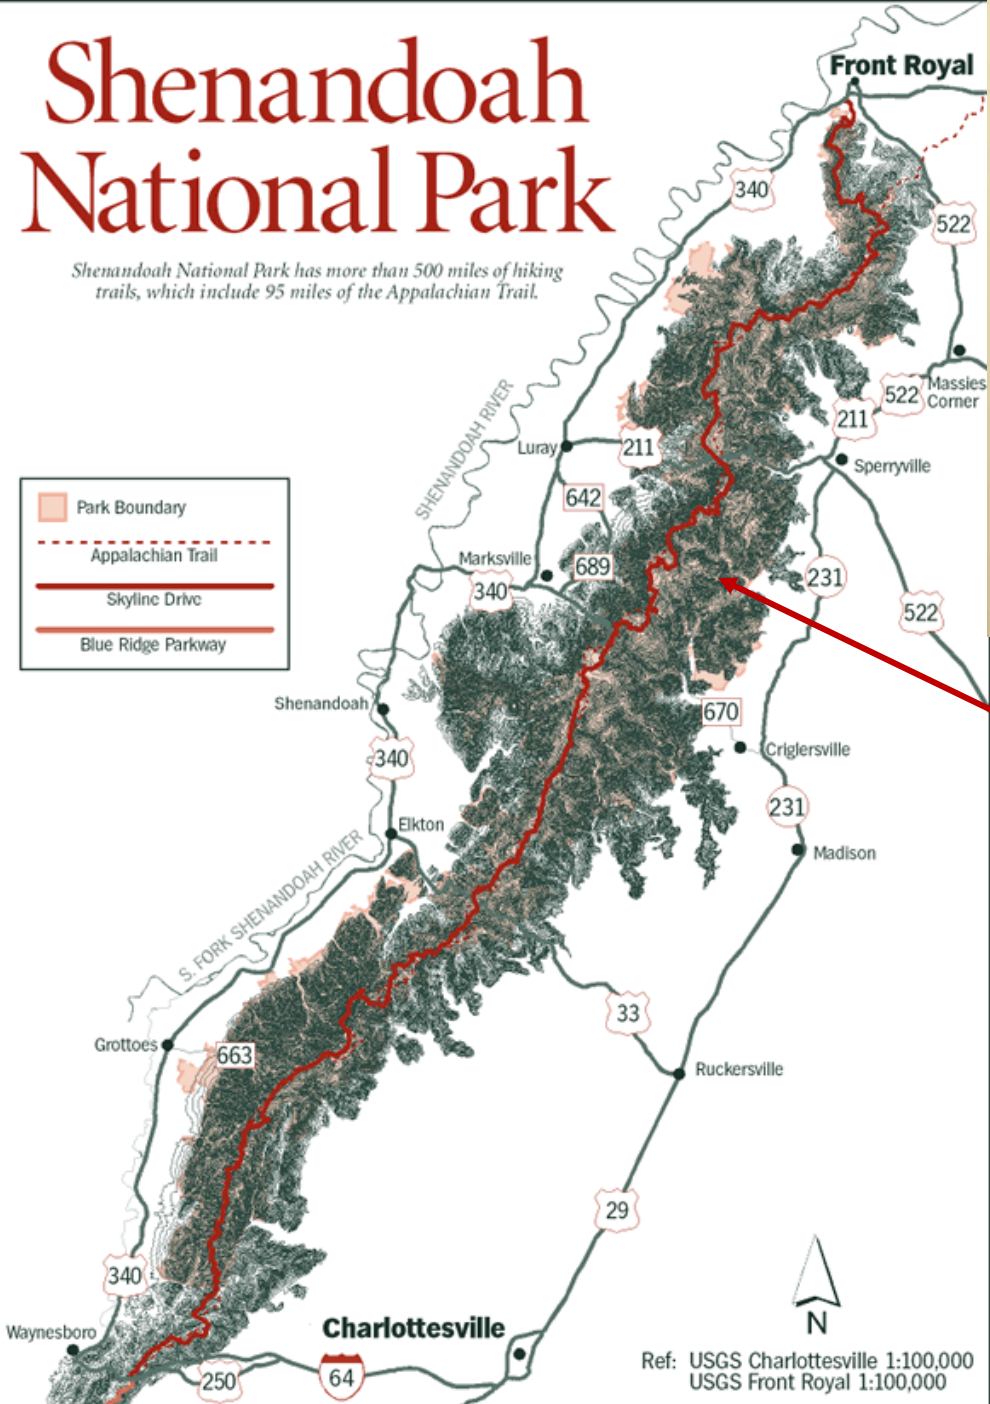 Shenandoah
National Park
Shenandoah National Park has more than 500 miles of hiking
trails, which include 95 miles of the Appalachian Trail.
Front Royal
340
522
SHENANDOAH RIVER
Massies
Corner
522
211
Luray
211
Sperryville
642
Park Boundary
Appalachian Trail
Skyline Drive
Blue Ridge Parkway
Marksville
689
340
231
522
Shenandoah
670
340
Criglersville
231
Elkton
Madison
S. FORK SHENANDOAH RIVER
33
Grottoes
663
Ruckersville
29
340
N
Waynesboro
Charlottesville
250
64
Ref: USGS Charlottesville 1:100,000
USGS Front Royal 1:100,000